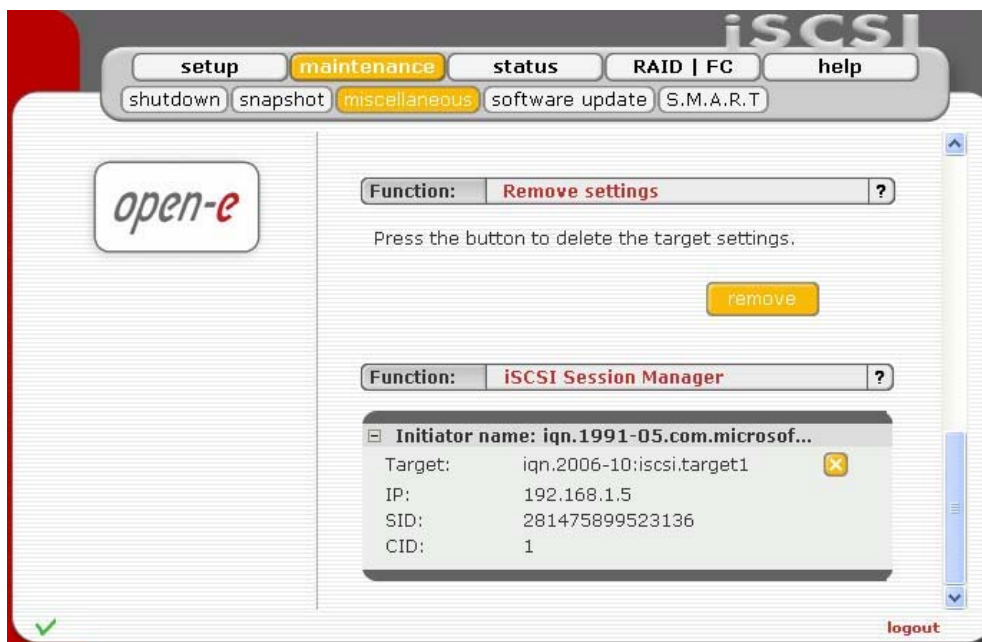 iSCSI
setup maintenance status RAID | FC help
shutdown snapshot miscellaneous software update S.M.A.R.T
open-e
Function: Remove settings ?
Press the button to delete the target settings.
remove
Function: iSCSI Session Manager ?
Initiator name: iqn.1991-05.com.microsof...
Target: iqn.2006-10:iscsi.target1
IP: 192.168.1.5
SID: 281475899523136
CID: 1
logout